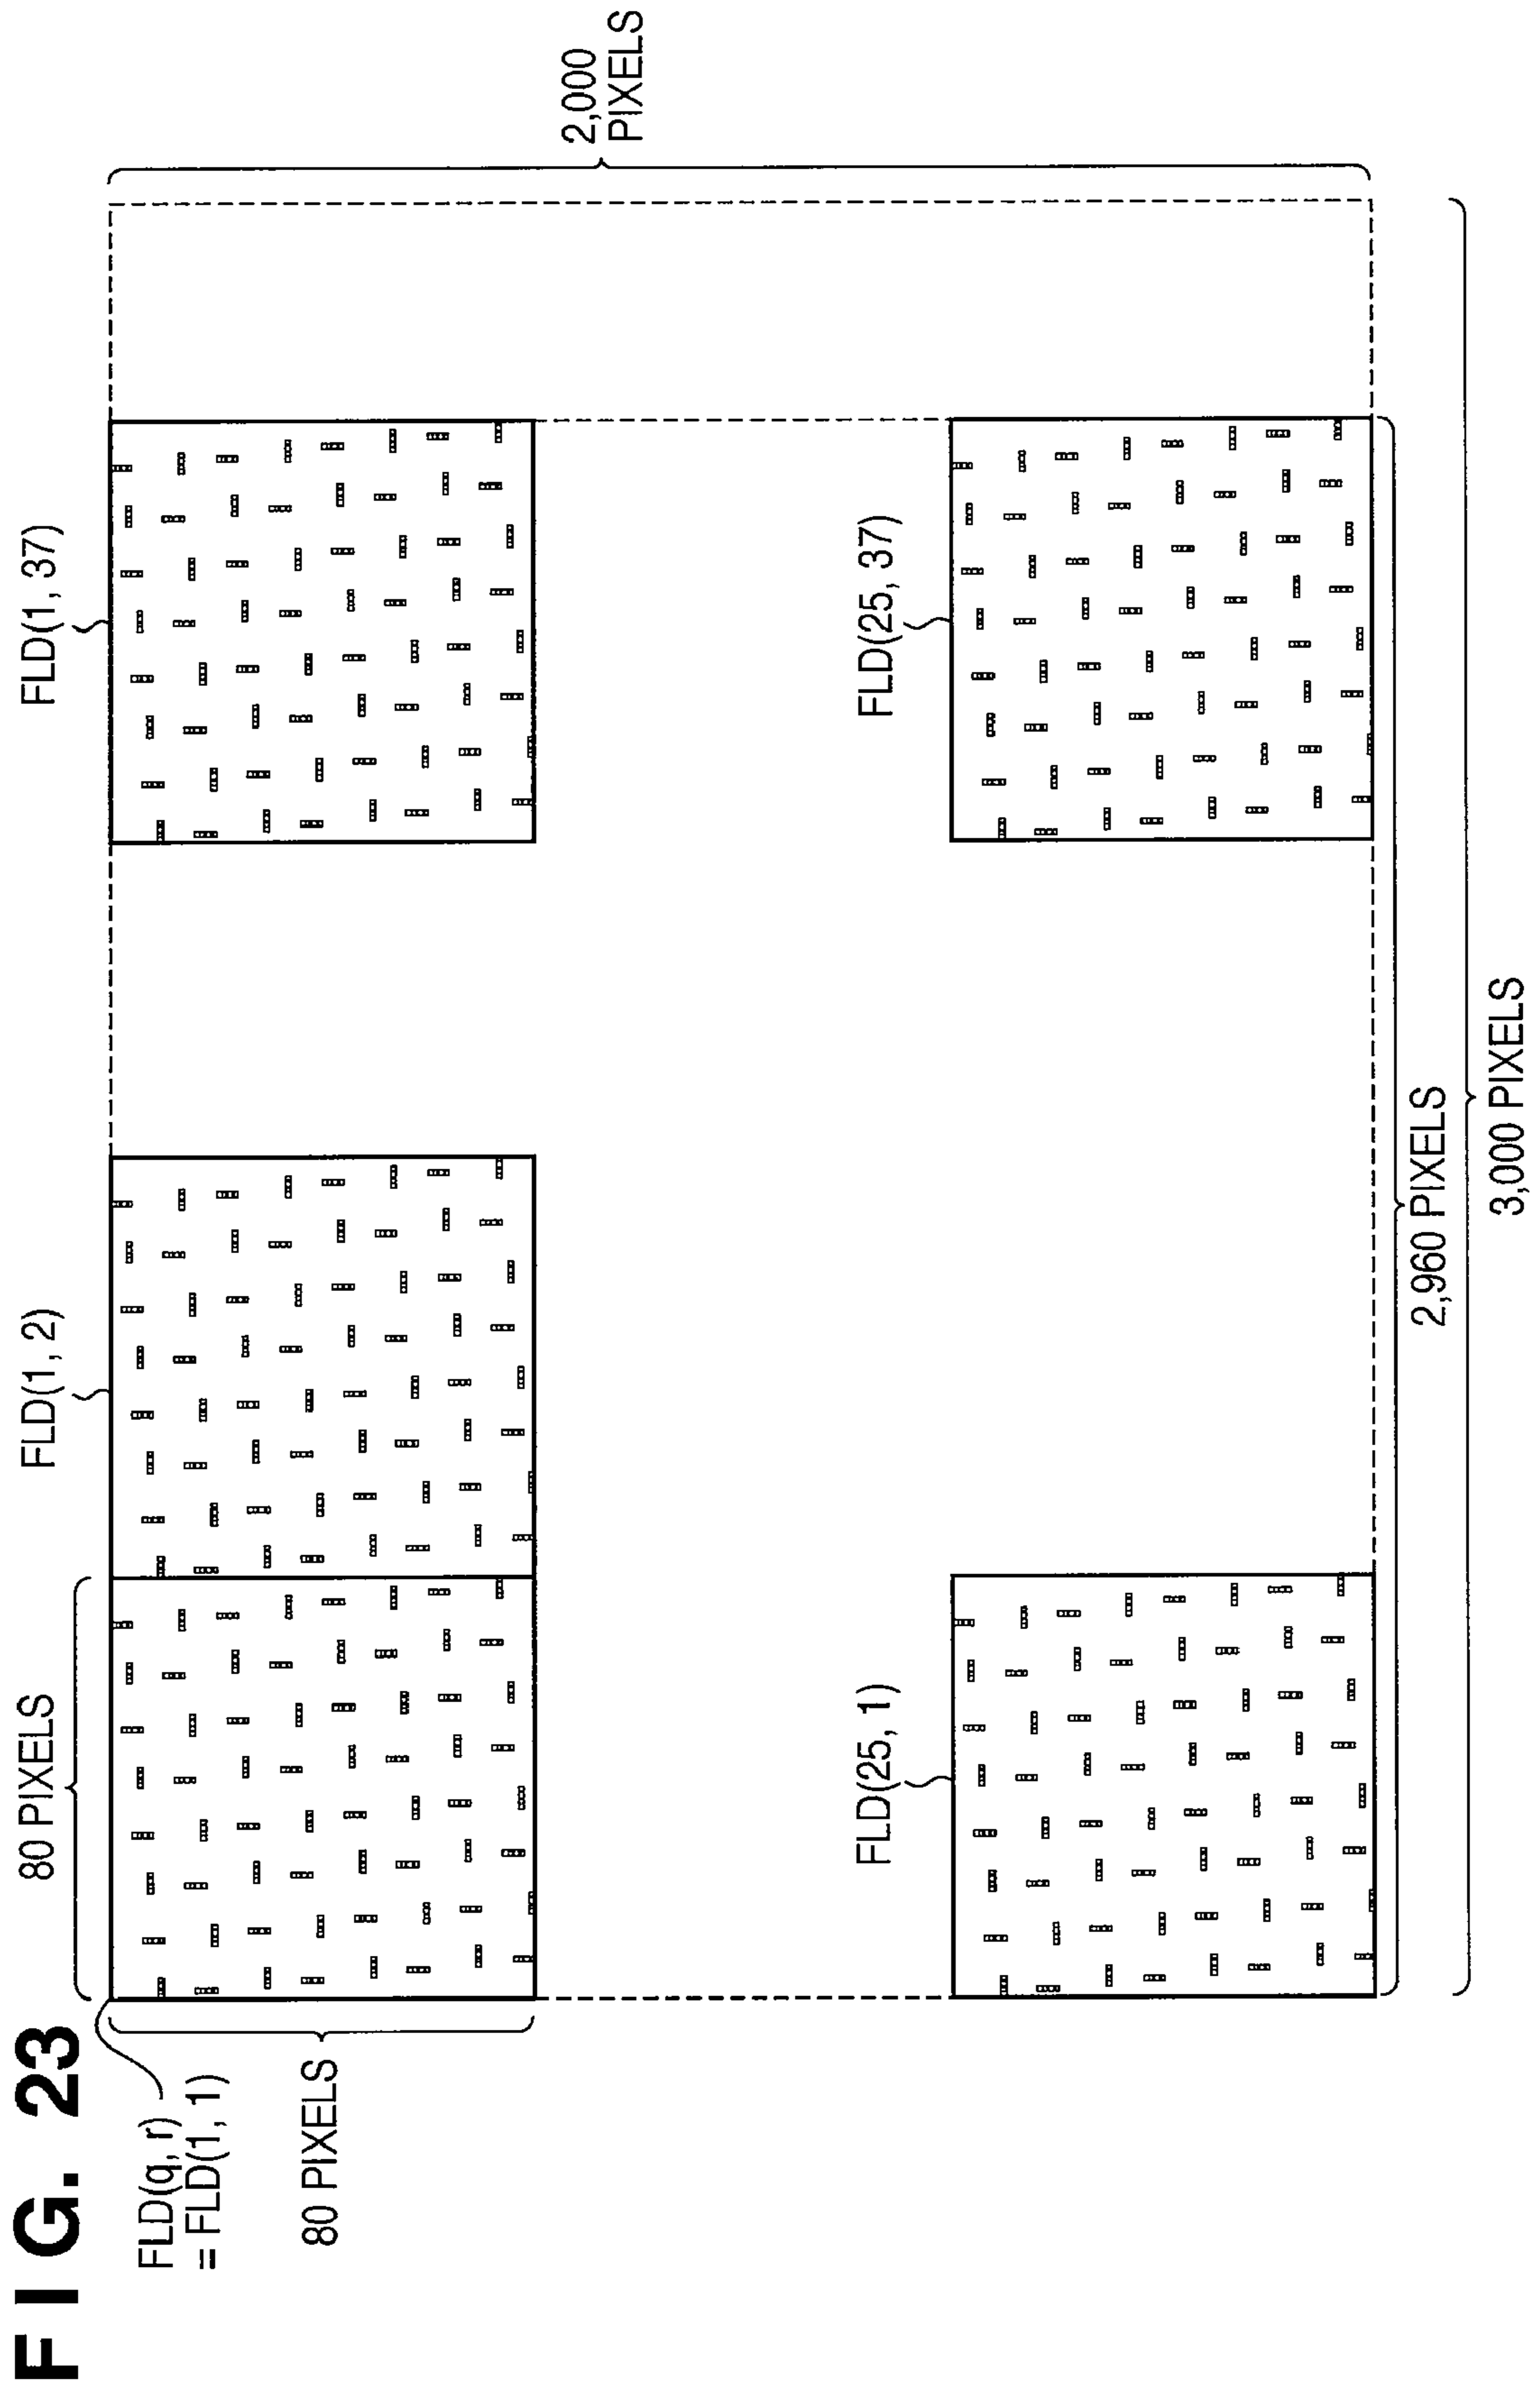 FIG. 23
FLD(q, r)
= FLD(1, 1)
80 PIXELS
FLD(1, 2)
FLD(1, 37)
80 PIXELS
2,000
PIXELS
FLD(25, 1)
FLD(25, 37)
2,960 PIXELS
3,000 PIXELS